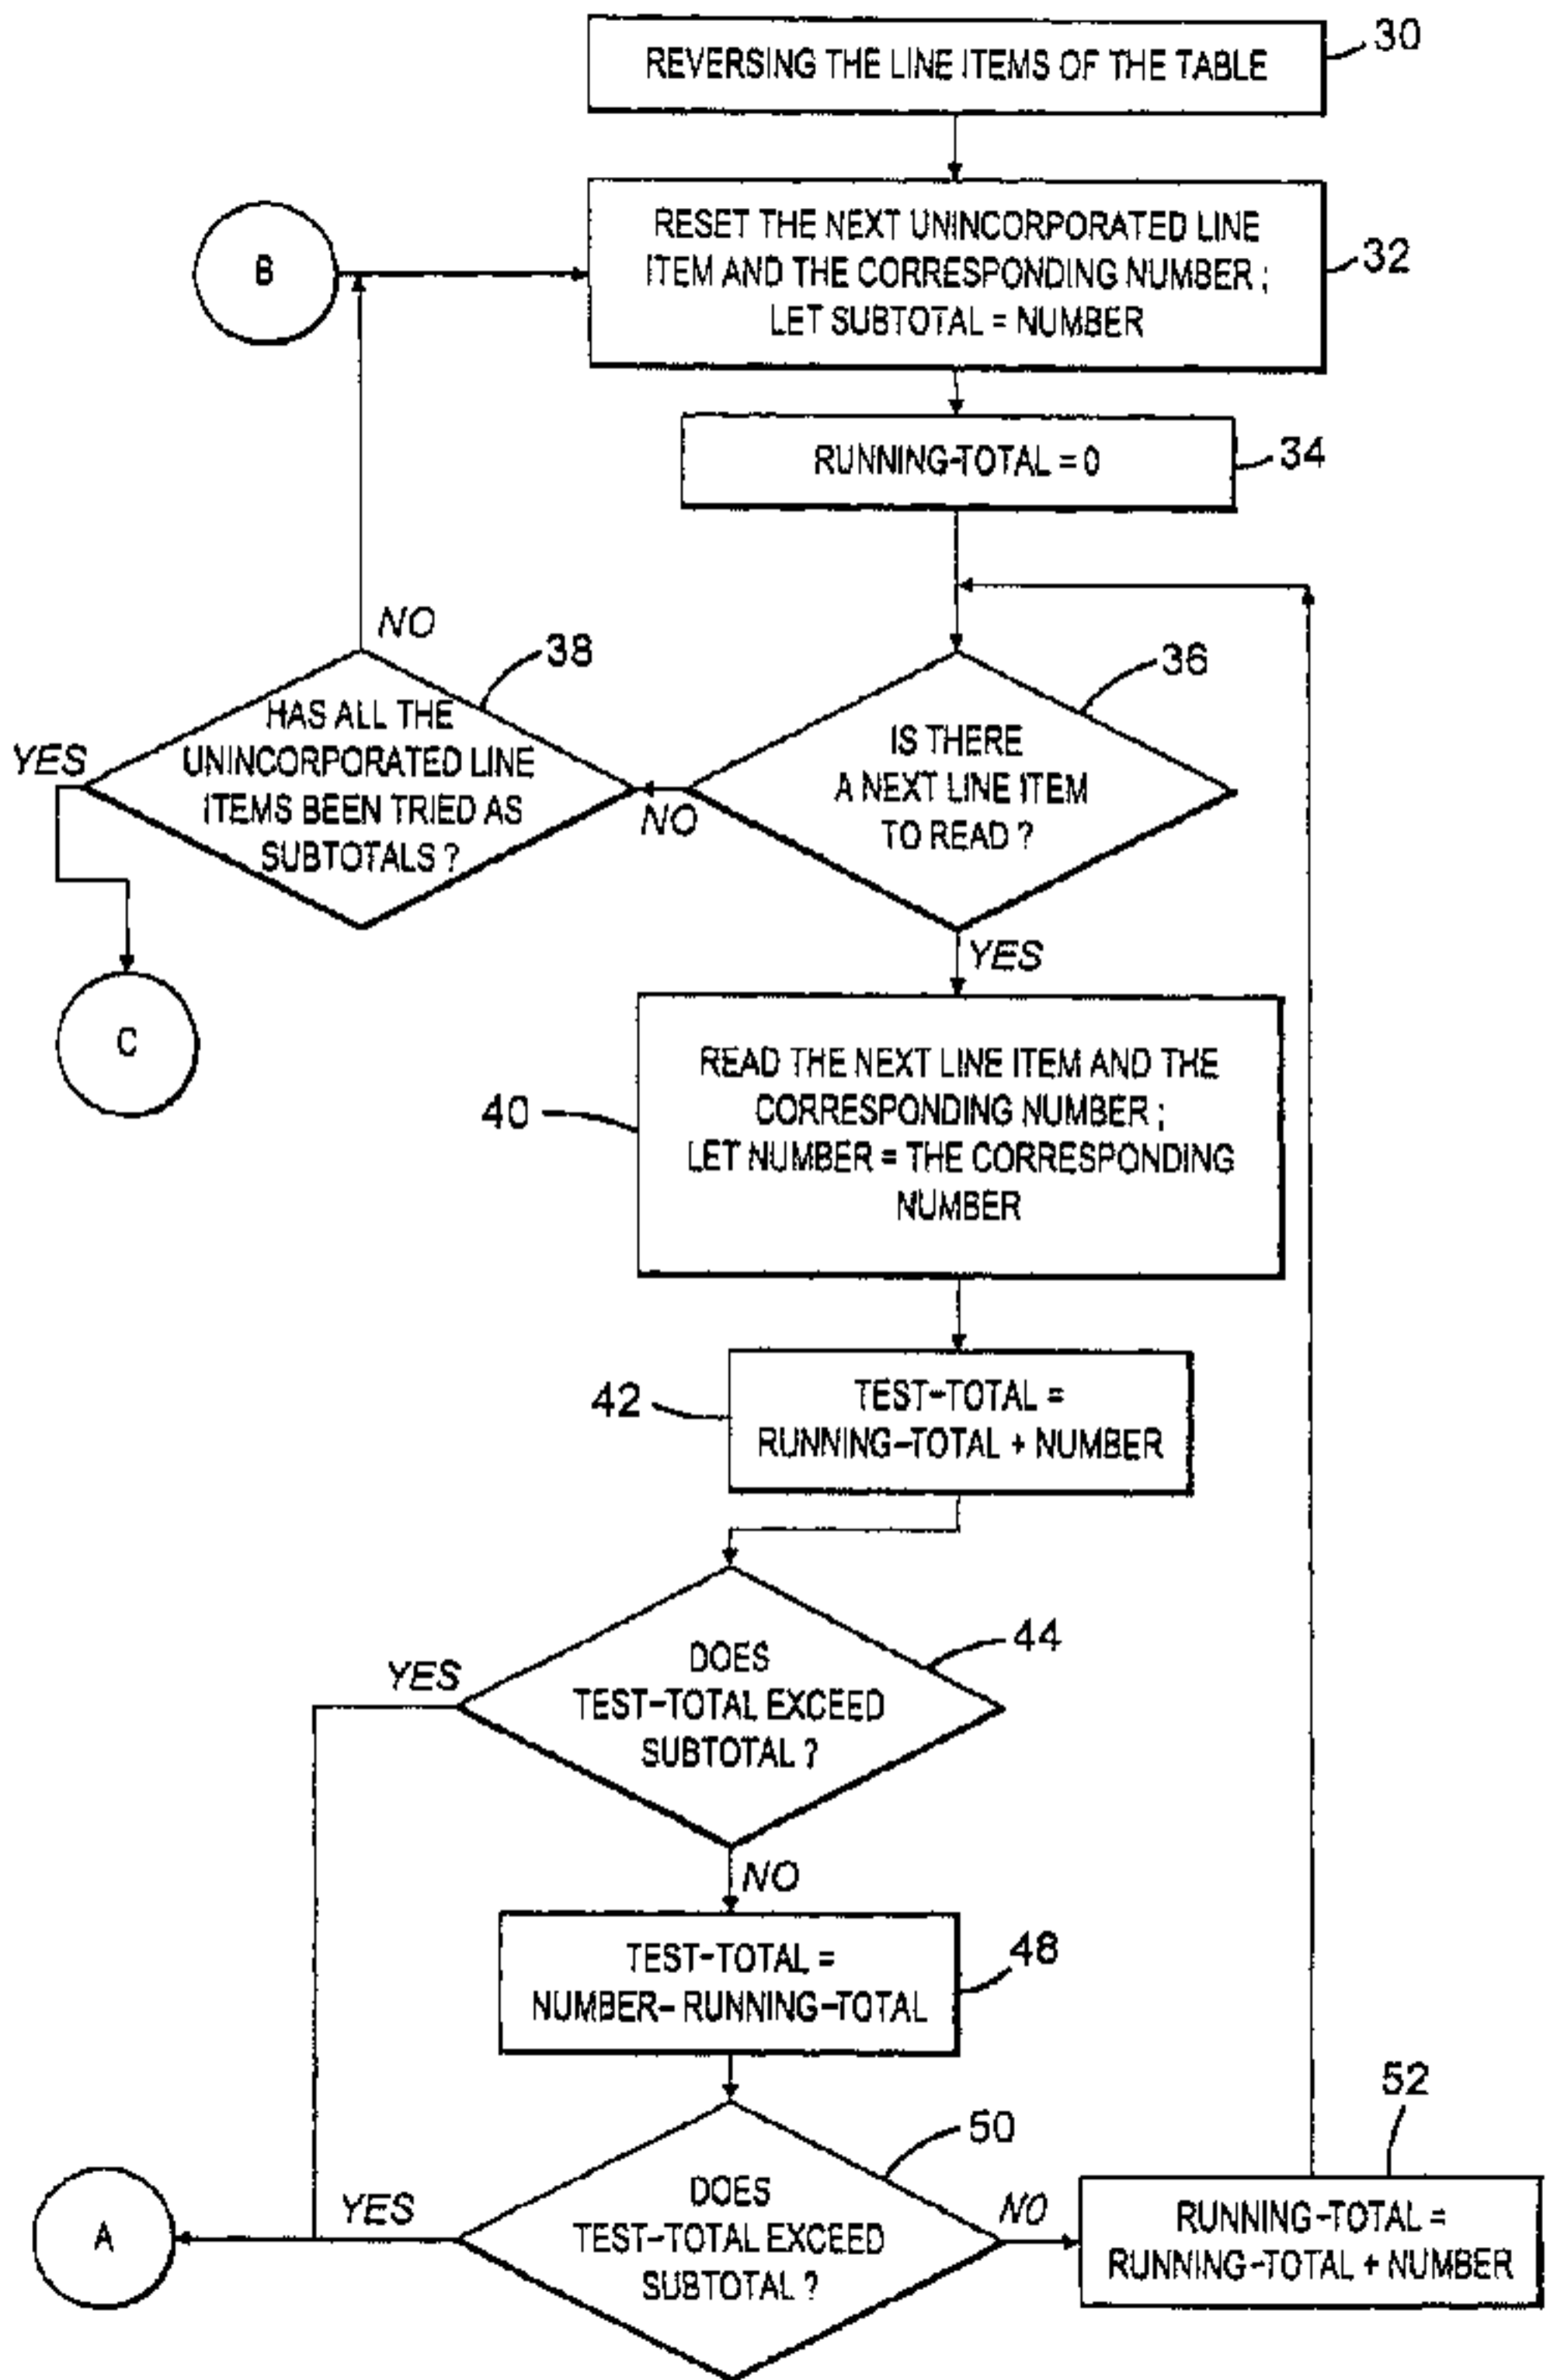 REVERSING THE LINE ITEMS OF THE TABLE
30
RESET THE NEXT UNINCORPORATED LINE
ITEM AND THE CORRESPONDING NUMBER ;
LET SUBTOTAL = NUMBER
32
B
RUNNING-TOTAL = 0
34
NO
38
HAS ALL THE
UNINCORPORATED LINE
ITEMS BEEN TRIED AS
SUBTOTALS ?
YES
36
IS THERE
A NEXT LINE ITEM
TO READ ?
NO
YES
C
40
READ THE NEXT LINE ITEM AND THE
CORRESPONDING NUMBER ;
LET NUMBER = THE CORRESPONDING
NUMBER
42
TEST-TOTAL =
RUNNING-TOTAL + NUMBER
44
YES
DOES
TEST-TOTAL EXCEED
SUBTOTAL ?
NO
TEST-TOTAL =
NUMBER- RUNNING-TOTAL
48
50
52
A
YES
DOES
TEST-TOTAL EXCEED
SUBTOTAL ?
NO
RUNNING-TOTAL =
RUNNING-TOTAL + NUMBER